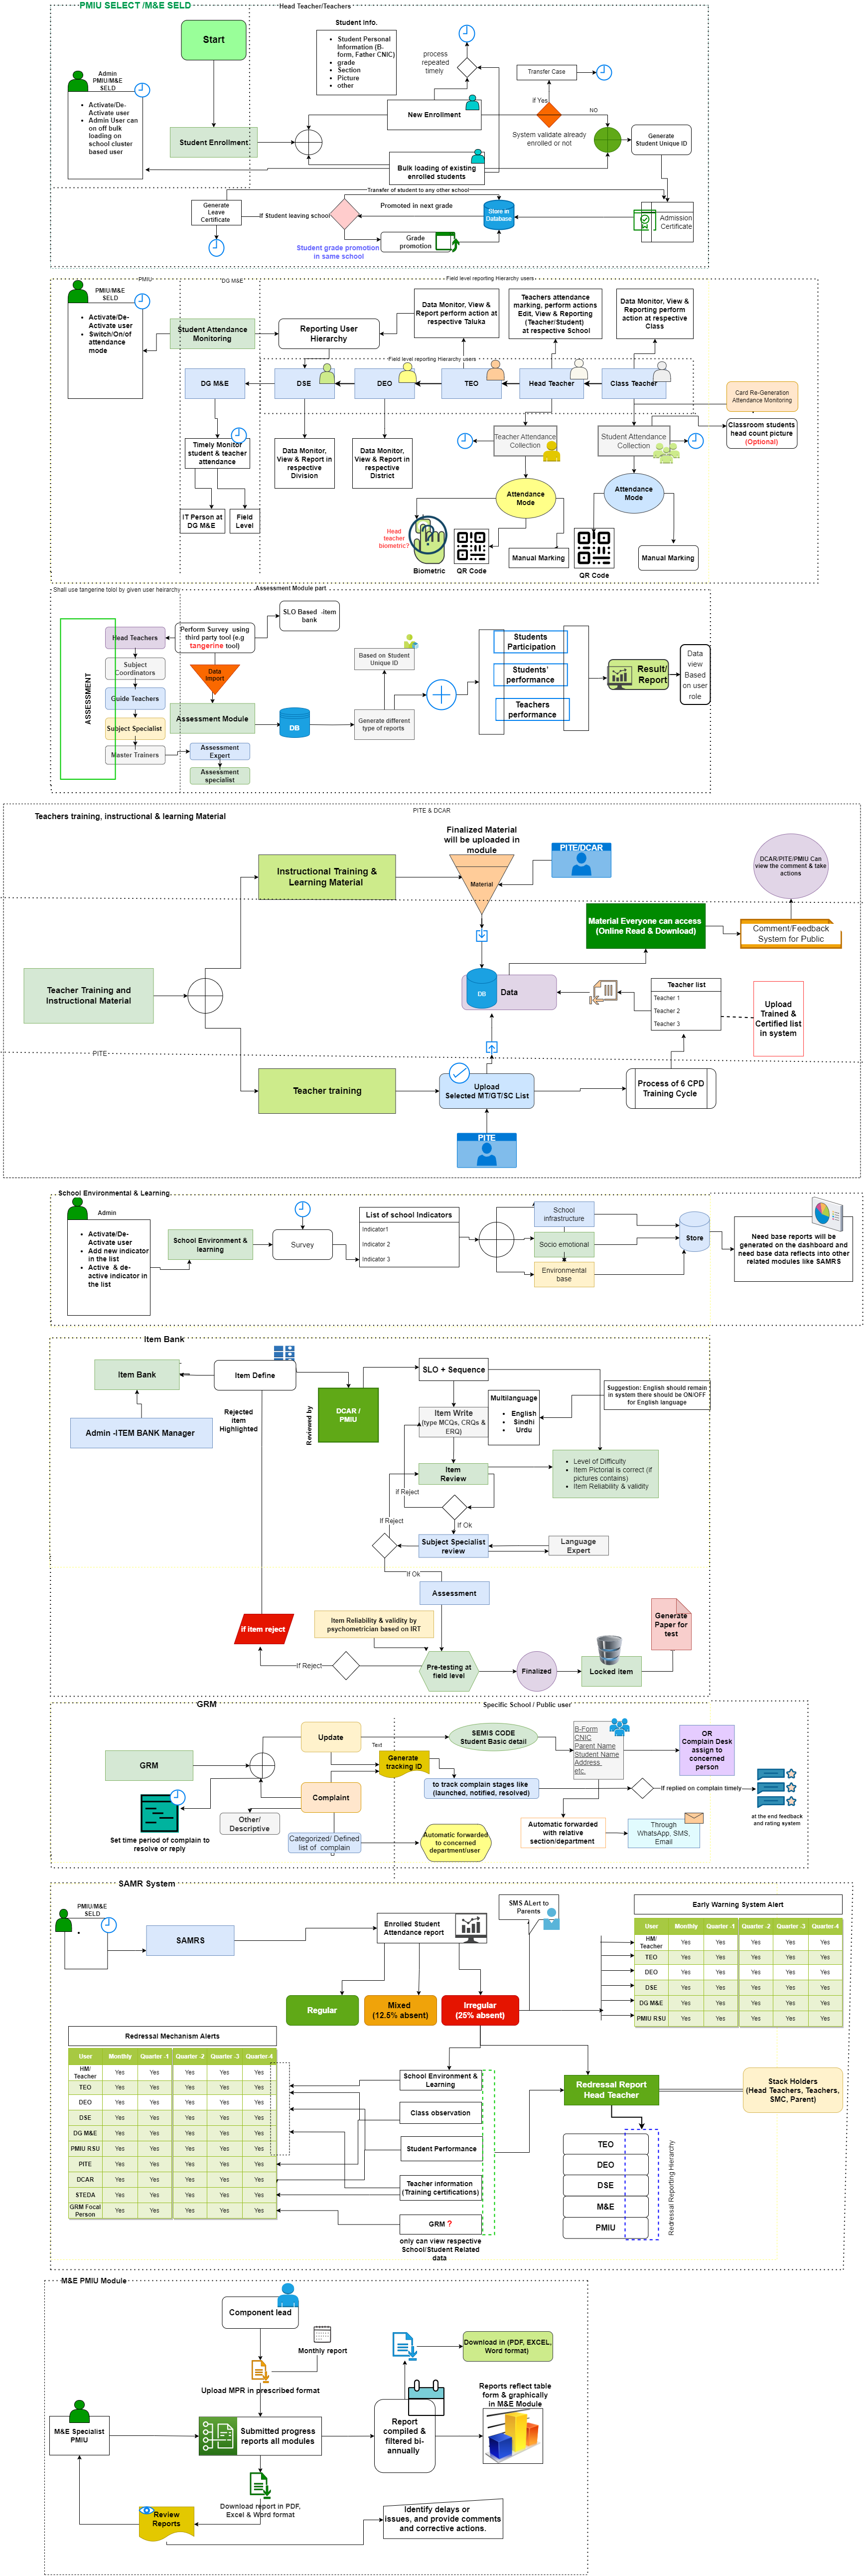 PMIU SELECT /M&E SELD
Head Teacher/Teachers
Student Info.
Start
• Student Personal
Information (B-
form, Father CNIC)
• grade
• Section
• Picture
• other
process
repeated
timely
Admin
PMIU/M&E
SELD
• Activate/De-
Activate user
• Admin User can
on off bulk
loading on
school cluster
based user
Transfer Case
if Yes
NO
New Enrollment
System validate already
enrolled or not
Generate
Student Unique ID
Student Enrollment
Bulk loading of existing
enrolled students
Transfer of student to any other school
Generate
Leave
Certificate
If Student leaving school
Promoted in next grade
Store in
Database
Admission
Certificate
Grade
promotion
Student grade promotion
in same school
PMIU
DG M&E
Field level reporting Hierarchy users
PMIU/M&E
SELD
• Activate/De-
Activate user
• Switch/On/of
attendance
mode
Student Attendance
Monitoring
Reporting User
Hierarchy
Data Monitor, View &
Report perform action at
respective Taluka
Teachers attendance
marking, perform actions
Edit, View & Reporting
(Teacher/Student)
at respective School
Data Monitor, View &
Reporting perform
action at respective
Class
Field level reporting Hierarchy users
DG M&E
DSE
DEO
TEO
Head Teacher
Class Teacher
Card Re-Generation
Attendance Monitoring
Classroom students
head count picture
(Optional)
Timely Monitor
student & teacher
attendance
Data Monitor,
View & Report in
respective
Division
Data Monitor,
View & Report in
respective
District
Teacher Attendance
Collection
Student Attendance
Collection
IT Person at
DG M&E
Field
Level
Attendance
Mode
Attendance
Mode
Head
teacher
biometric?
Biometric
QR Code
Manual Marking
QR Code
Manual Marking
Shall use tangerine tolol by given user heirarchy
Assessment Module part
ASSESSMENT
Head Teachers
Subject
Coordinators
Guide Teachers
Subject Specialist
Master Trainers
Perform Survey using
third party tool (e.g
tangerine tool)
SLO Based -item
bank
Data
Import
Assessment Module
Assessment
Expert
Assessment
specialist
DB
Based on Student
Unique ID
Generate different
type of reports
Students
Participation
Students'
performance
Teachers
performance
Result/
Report
Data
view
Based
on user
role
PITE & DCAR
Teachers training, instructional & learning Material
Finalized Material
will be uploaded in
module
Instructional Training &
Learning Material
Material
PITE/DCAR
DCAR/PITE/PMIU Can
view the comment & take
actions
Material Everyone can access
(Online Read & Download)
Comment/Feedback
System for Public
Teacher Training and
Instructional Material
DB
Data
Teacher list
Teacher 1
Teacher 2
Teacher 3
Upload
Trained &
Certified list
in system
PITE
Teacher training
Upload
Selected MT/GT/SC List
Process of 6 CPD
Training Cycle
PITE
School Environmental & Learning
Admin
• Activate/De-
Activate user
• Add new indicator
in the list
• Active & de-
active indicator in
the list
School Environment &
learning
Survey
List of school Indicators
Indicator1
Indicator 2
Indicator 3
School
infrastructure
Socio emotional
Environmental
base
Store
Need base reports will be
generated on the dashboard and
need base data reflects into other
related modules like SAMRS
Item Bank
Item Bank
Item Define
Admin -ITEM BANK Manager
Rejected
item
Highlighted
Reviewed by
DCAR /
PMIU
SLO + Sequence
Item Write
(type MCQs, CRQs &
ERQ)
Multilanguage
• English
• Sindhi
• Urdu
Suggestion: English should remain
in system there should be ON/OFF
for English language
Item
Review
• Level of Difficulty
• Item Pictorial is correct (if
pictures contains)
• Item Reliability & validity
if Reject
If Ok
If Reject
Subject Specialist
review
Language
Expert
If Ok
Assessment
if item reject
Item Reliability & validity by
psychometrician based on IRT
Generate
Paper for
test
If Reject
Pre-testing at
field level
Finalized
Locked item
GRM
Specific School / Public user
GRM
Update
Text
Generate
tracking ID
SEMIS CODE
Student Basic detail
B-Form
CNIC
Parent Name
Student Name
Address
etc.
OR
Complain Desk
assign to
concerned
person
Complaint
to track complain stages like
(launched, notified, resolved)
If replied on complain timely
at the end feedback
and rating system
Set time period of complain to
resolve or reply
Other/
Descriptive
Categorized/ Defined
list of complain
Automatic forwarded
to concerned
department/user
Automatic forwarded
with relative
section/department
Through
WhatsApp, SMS,
Email
SAMR System
PMIU/M&E
SELD
SAMRS
Enrolled Student
Attendance report
SMS ALert to
Parents
Early Warning System Alert
User Monthly Quarter -1 Quarter -2 Quarter -3 Quarter-4
HM/
Teacher Yes Yes Yes Yes Yes
TEO Yes Yes Yes Yes Yes
DEO Yes Yes Yes Yes Yes
DSE Yes Yes Yes Yes Yes
DG M&E Yes Yes Yes Yes Yes
PMIU RSU Yes Yes Yes Yes Yes
Regular
Mixed
(12.5% absent)
Irregular
(25% absent)
Redressal Mechanism Alerts
User Monthly Quarter -1 Quarter -2 Quarter -3 Quarter-4
HM/
Teacher Yes Yes Yes Yes Yes
TEO Yes Yes Yes Yes Yes
DEO Yes Yes Yes Yes Yes
DSE Yes Yes Yes Yes Yes
DG M&E Yes Yes Yes Yes Yes
PMIU RSU Yes Yes Yes Yes Yes
PITE Yes Yes Yes Yes Yes
DCAR Yes Yes Yes Yes Yes
STEDA Yes Yes Yes Yes Yes
GRM Focal
Person Yes Yes Yes Yes Yes
School Environment &
Learning
Class observation
Student Performance
Teacher information
(Training certifications)
GRM ?
only can view respective
School/Student Related
data
Redressal Report
Head Teacher
Stack Holders
(Head Teachers, Teachers,
SMC, Parent)
TEO
DEO
DSE
M&E
PMIU
Redressal Reporting Hierarchy
M&E PMIU Module
Component lead
Monthly report
Upload MPR in prescribed format
Download in (PDF, EXCEL,
Word format)
M&E Specialist
PMIU
Submitted progress
reports all modules
Report
compiled &
filtered bi-
annually
Reports reflect table
form & graphically
in M&E Module
Download report in PDF,
Excel & Word format
Review
Reports
Identify delays or
issues, and provide comments
and corrective actions.